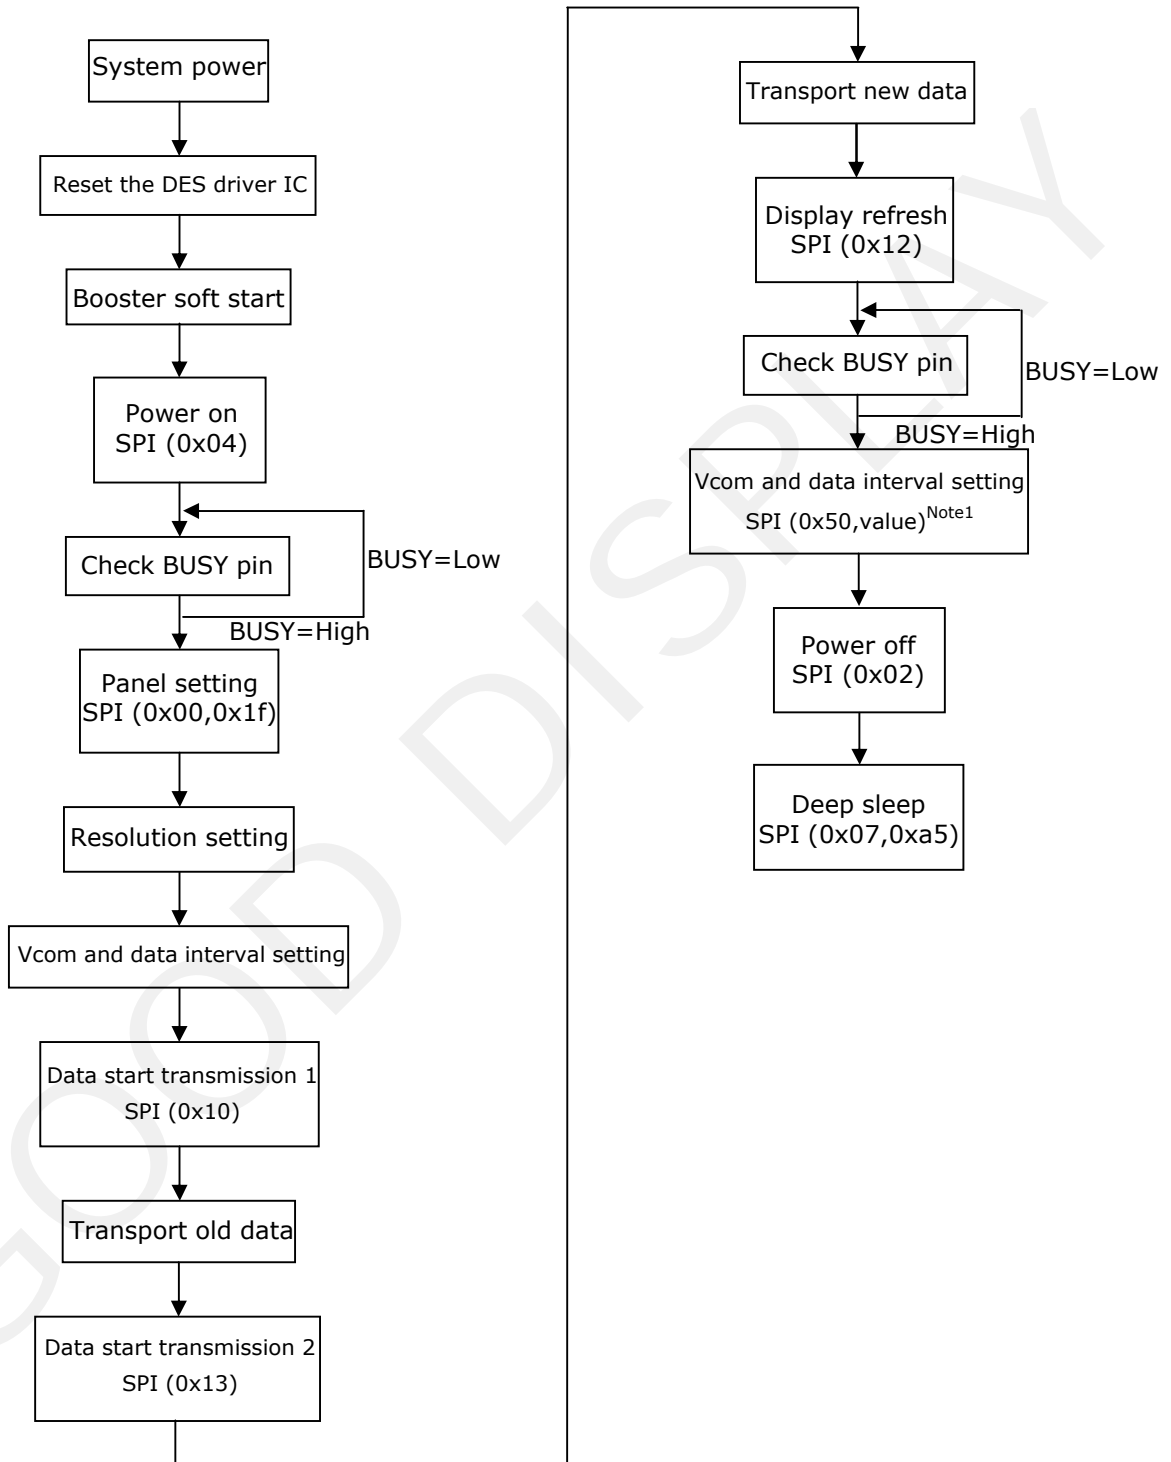 System power
Reset the DES driver IC
Booster soft start
Power on
SPI (0x04)
Check BUSY pin
BUSY=Low
BUSY=High
Panel setting
SPI (0x00,0x1f)
Resolution setting
Vcom and data interval setting
Data start transmission 1
SPI (0x10)
Transport old data
Data start transmission 2
SPI (0x13)
Transport new data
Display refresh
SPI (0x12)
Check BUSY pin
BUSY=Low
BUSY=High
Vcom and data interval setting
SPI (0x50,value)Note1
Power off
SPI (0x02)
Deep sleep
SPI (0x07,0xa5)
GOOD DISPLAY